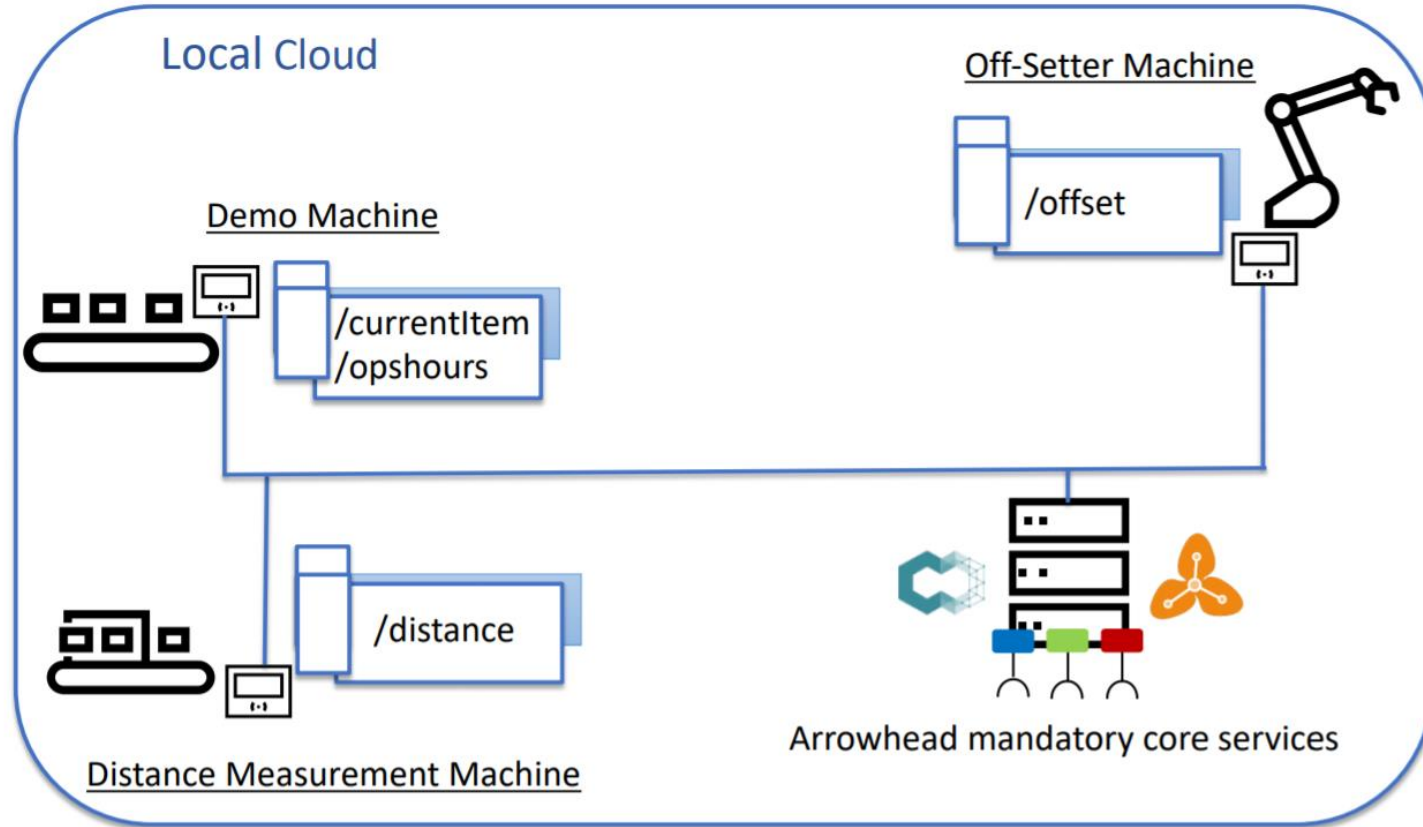 Local Cloud
Off-Setter Machine
/offset
Demo Machine
/currentItem
/opshours
/distance
Distance Measurement Machine
Arrowhead mandatory core services